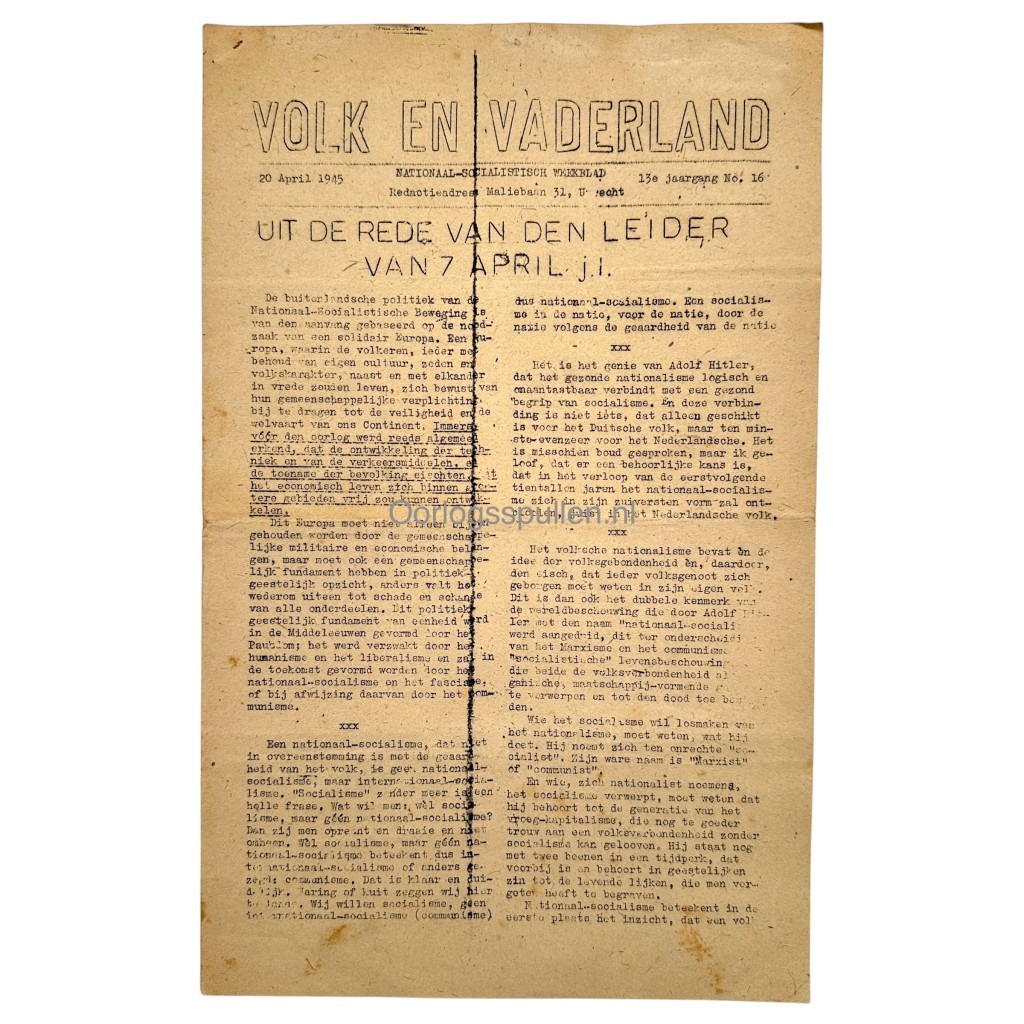 VOLK EN VADERLAND
NATIONAAL-SOCIALISTISCH WEEKBLAD
20 April 1945
13e jaargang No. 16
Redactieadres Maliebaan 31, U recht
UIT DE REDE VAN DEN LEIDER
VAN 7 APRIL j.l.
De buitenlandsche politiek van de
Nationaal-Socialistische Beweging is
van den aanvang gebaseerd op de nood-
zaak van een solidair Europa. Een Eu-
ropa, waarin de volkeren, ieder met
behoud van eigen cultuur, zeden en
volkskarakter, naast en met elkander
in vrede zouden leven, zich bewust van
hun gemeenschappelijke verplichting
bij te dragen tot de veiligheid en de
welvaart van ons Continent. Immers
vóór den oorlog werd reeds algemeen
erkend, dat de ontwikkeling der tech-
niek en van de verkeersmiddelen, en
de toename der bevolking eischten, dat
het economisch leven zich binnen groo-
tere gebieden vrij zou kunnen ontwik-
kelen.
Dit Europa moet niet alleen bijeen
gehouden worden door de gemeenschappe-
lijke militaire en economische belan-
gen, maar moet ook een gemeenschappe-
lijk fundament hebben in politiek-
geestelijk opzicht, anders valt het
wederom uiteen tot schade en schande
van alle onderdeelen. Dit politiek-
geestelijk fundament van eenheid werd
in de Middeleeuwen gevormd door het
Pausdom; het werd verzwakt door het
humanisme en het liberalisme en zal in
de toekomst gevormd worden door het
nationaal-socialisme en het fascisme,
of bij afwijzing daarvan door het com-
munisme.
xxx
Een nationaal-socialisme, dat niet
in overeenstemming is met de geaard-
heid van het volk, is geen nationaal-
socialisme, maar internationaal-socia-
lisme. "Socialisme" zonder meer is een
holle frase. Wat wil men: wèl socia-
lisme, maar géén nationaal-socialisme?
Dan zij men oprecht en draaie en niet
omheen. Wèl socialisme, maar géén na-
tionaal-socialisme beteekent dus in-
ternationaal-socialisme of anders ge-
zegd: communisme. Dat is klaar en dui-
delijk. Haring of kuit zeggen wij hier
te lande. Wij willen socialisme, geen
internationaal-socialisme (communisme)
dus nationaal-socialisme. Een socialis-
me in de natie, voor de natie, door de
natie volgens de geaardheid van de natie
xxx
Het is het genie van Adolf Hitler,
dat het gezonde nationalisme logisch en
onaantastbaar verbindt met een gezond
begrip van socialisme. En deze verbin-
ding is niet iets, dat alleen geschikt
is voor het Duitsche volk, maar ten min-
ste evenzeer voor het Nederlandsche. Het
is misschien boud gesproken, maar ik ge-
loof, dat er een behoorlijke kans is,
dat in het verloop van de eerstvolgende
tientallen jaren het nationaal-socialis-
me zich in zijn zuiversten vorm zal ont-
plooien, juist in het Nederlandsche volk.
Oorlogsspullen.nl
xxx
Het volksche nationalisme bevat en de
idee der volksgebondenheid èn, daardoor,
den eisch, dat ieder volksgenoot zich
geborgen moet weten in zijn eigen volk.
Dit is dan ook het dubbele kenmerk van
de wereldbeschouwing die door Adolf Hit-
ler met den naam "nationaal-sociali
werd aangedrid, dit ter onderscheid
van het Marxisme en het communisme
"socialistische" levensbeschouwin
die beide de volksverbondenheid al
ganische, maatschappij-vormende
te verwerpen en tot den dood toe be
den.
Wie het socialisme wil losmaken van
het nationalisme, moet weten, wat hij
doet. Hij noemt zich ten onrechte "so-
cialist". Zijn ware naam is "Marxist"
of "communist".
En wie, zich nationalist noemend,
het socialisme verwerpt, moet weten dat
hij behoort tot de generatie van het
vroeg-kapitalisme, die nog te goeder
trouw aan een volksverbondenheid zonder
socialisme kan gelooven. Hij staat nog
met twee beenen in een tijdperk, dat
voorbij is en behoort in geestelijken
zin tot de levende lijken, die men ver-
geten heeft te begraven.
Nationaal-socialisme beteekent in de
eerste plaats het inzicht, dat een vol